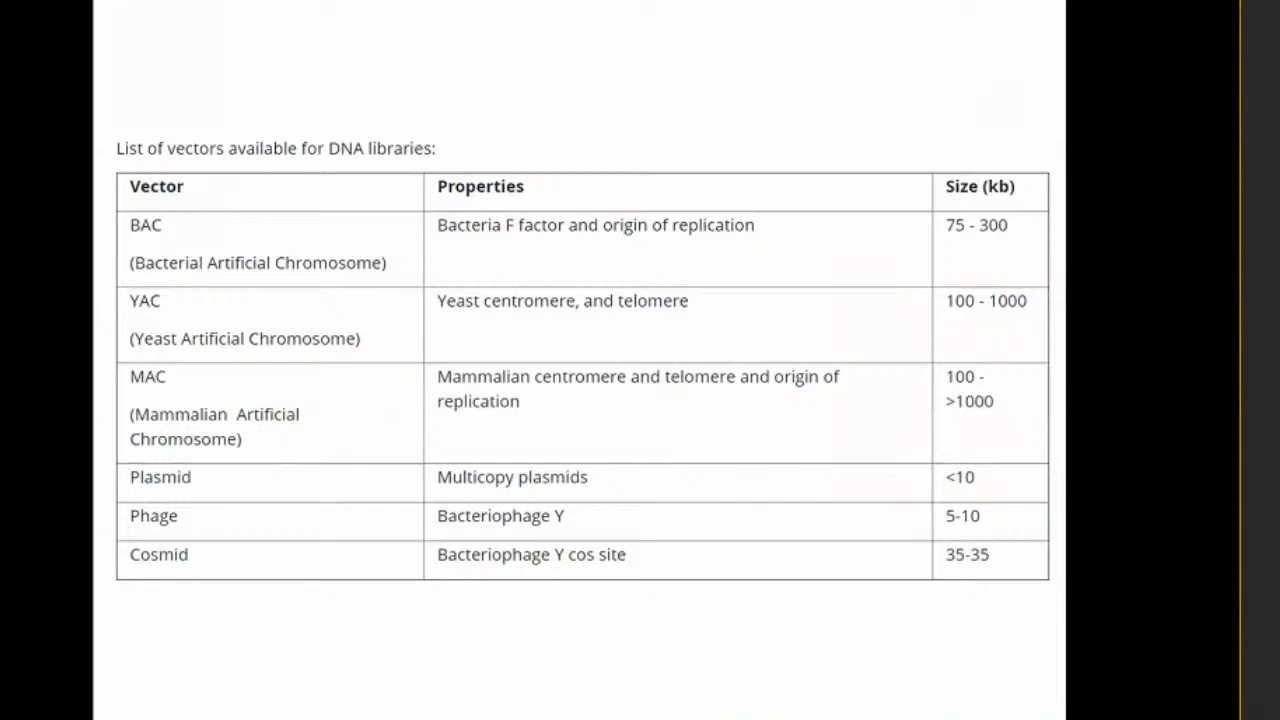 List of vectors available for DNA libraries:
Vector Properties Size (kb)
BAC Bacteria F factor and origin of replication 75 - 300
(Bacterial Artificial Chromosome)
YAC Yeast centromere, and telomere 100 - 1000
(Yeast Artificial Chromosome)
MAC Mammalian centromere and telomere and origin of 100 -
replication >1000
(Mammalian Artificial
Chromosome)
Plasmid Multicopy plasmids <10
Phage Bacteriophage Y 5-10
Cosmid Bacteriophage Y cos site 35-35